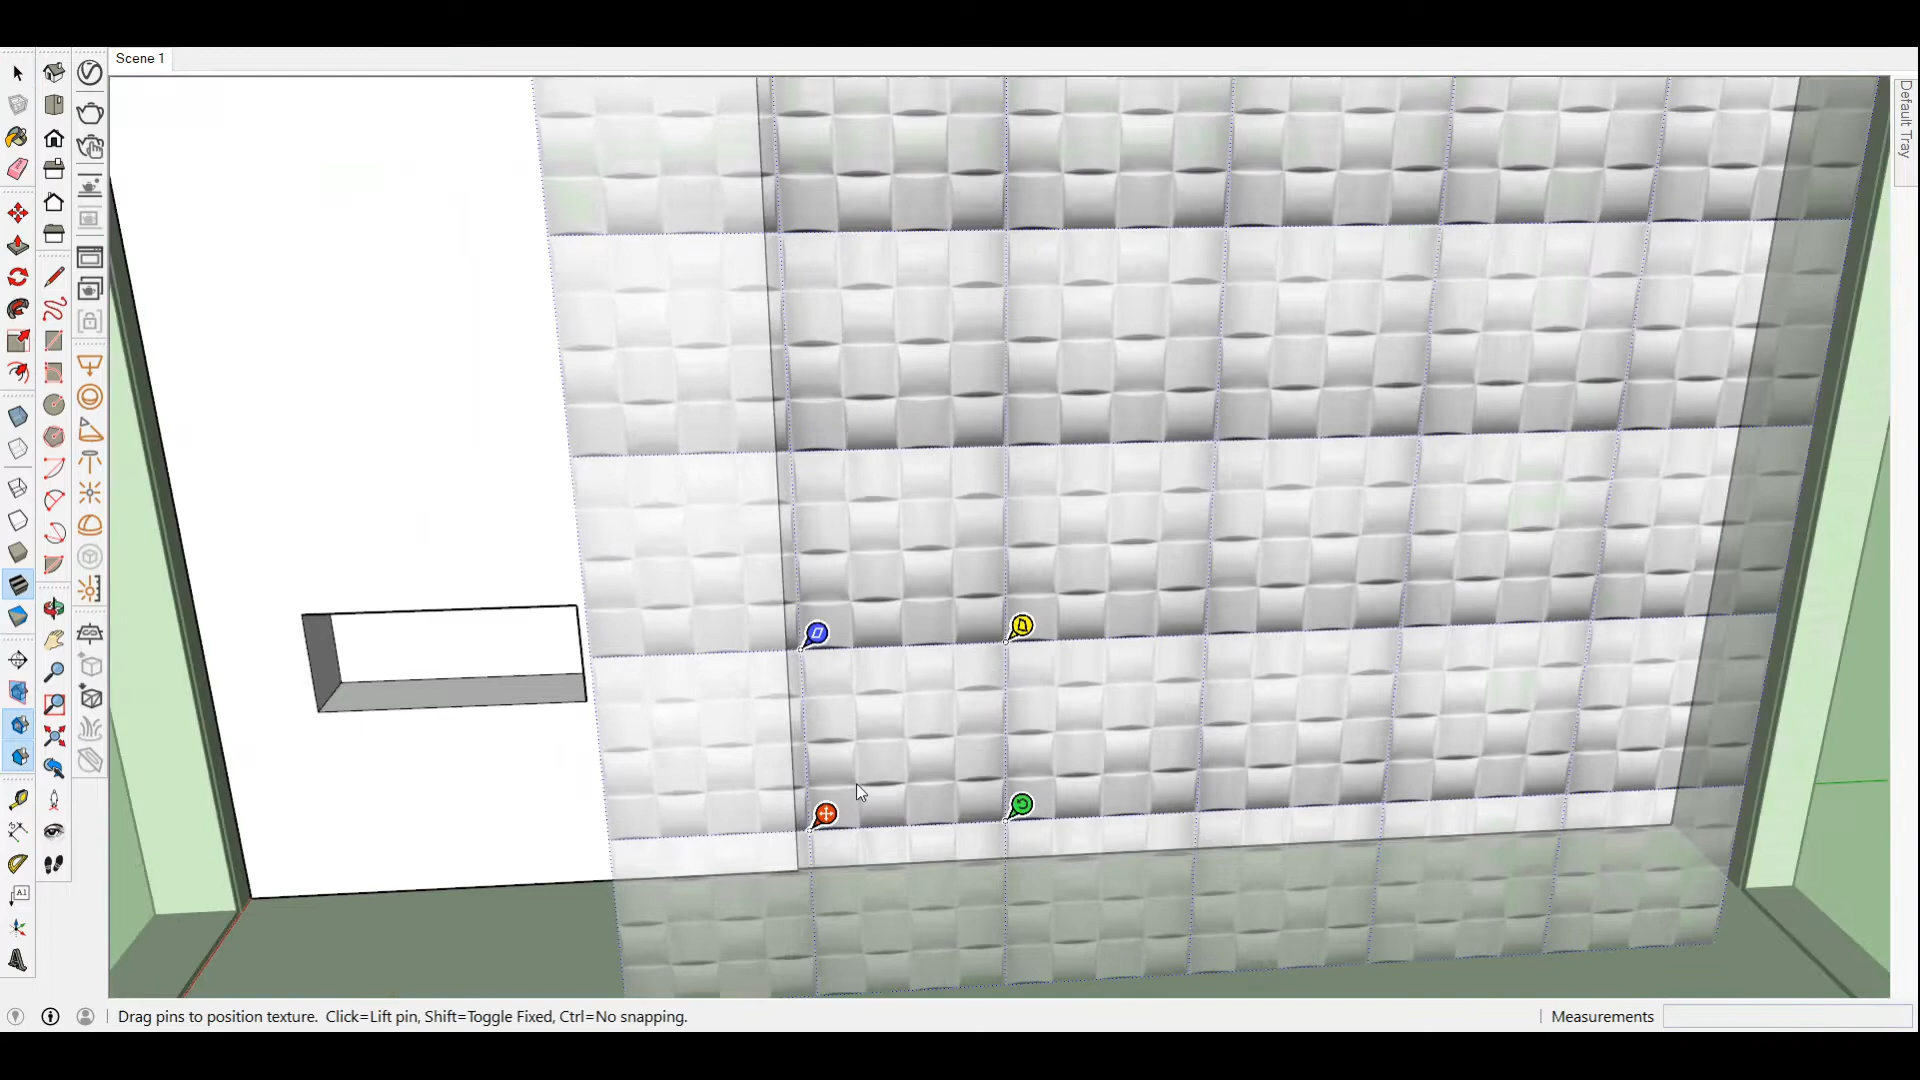 Scene 1
Default Tray
A1
Drag pins to position texture. Click=Lift pin, Shift=Toggle Fixed, Ctrl=No snapping.
Measurements